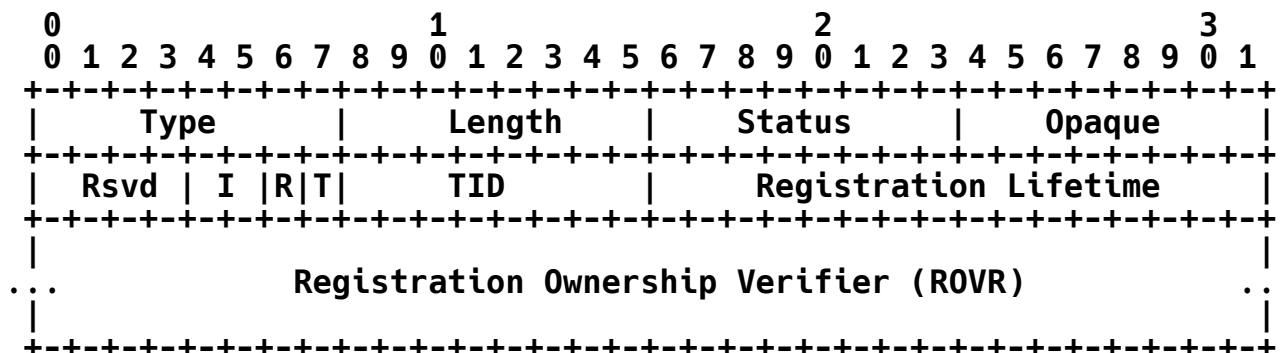 0                   1                   2                   3
 0 1 2 3 4 5 6 7 8 9 0 1 2 3 4 5 6 7 8 9 0 1 2 3 4 5 6 7 8 9 0 1
+-+-+-+-+-+-+-+-+-+-+-+-+-+-+-+-+-+-+-+-+-+-+-+-+-+-+-+-+-+-+-+-+
|     Type      |     Length    |    Status     |    Opaque     |
+-+-+-+-+-+-+-+-+-+-+-+-+-+-+-+-+-+-+-+-+-+-+-+-+-+-+-+-+-+-+-+-+
|  Rsvd | I |R|T|     TID       |     Registration Lifetime     |
+-+-+-+-+-+-+-+-+-+-+-+-+-+-+-+-+-+-+-+-+-+-+-+-+-+-+-+-+-+-+-+-+
|                                                               |
...            Registration Ownership Verifier (ROVR)           ..
|                                                               |
+-+-+-+-+-+-+-+-+-+-+-+-+-+-+-+-+-+-+-+-+-+-+-+-+-+-+-+-+-+-+-+-+